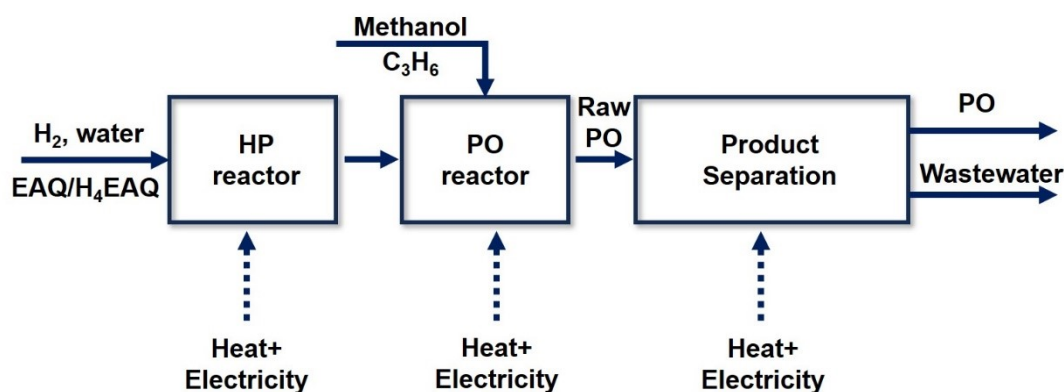 Methanol
C₃H₆
H₂, water
EAQ/H₄EAQ
HP
reactor
PO
reactor
Raw
PO
Product
Separation
PO
Wastewater
Heat+
Electricity
Heat+
Electricity
Heat+
Electricity